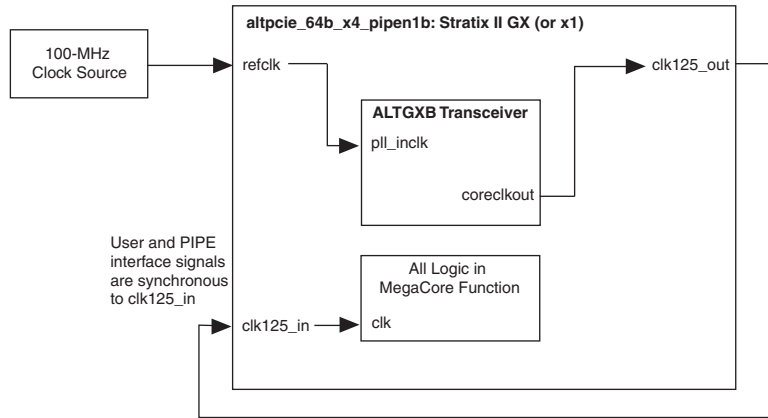 altpcie_64b_x4_pipen1b: Stratix II GX (or x1)
100-MHz
Clock Source
refclk
clk125_out
ALTGXB Transceiver
pll_inclk
coreclkout
User and PIPE
interface signals
are synchronous
to clk125_in
All Logic in
MegaCore Function
clk125_in
clk